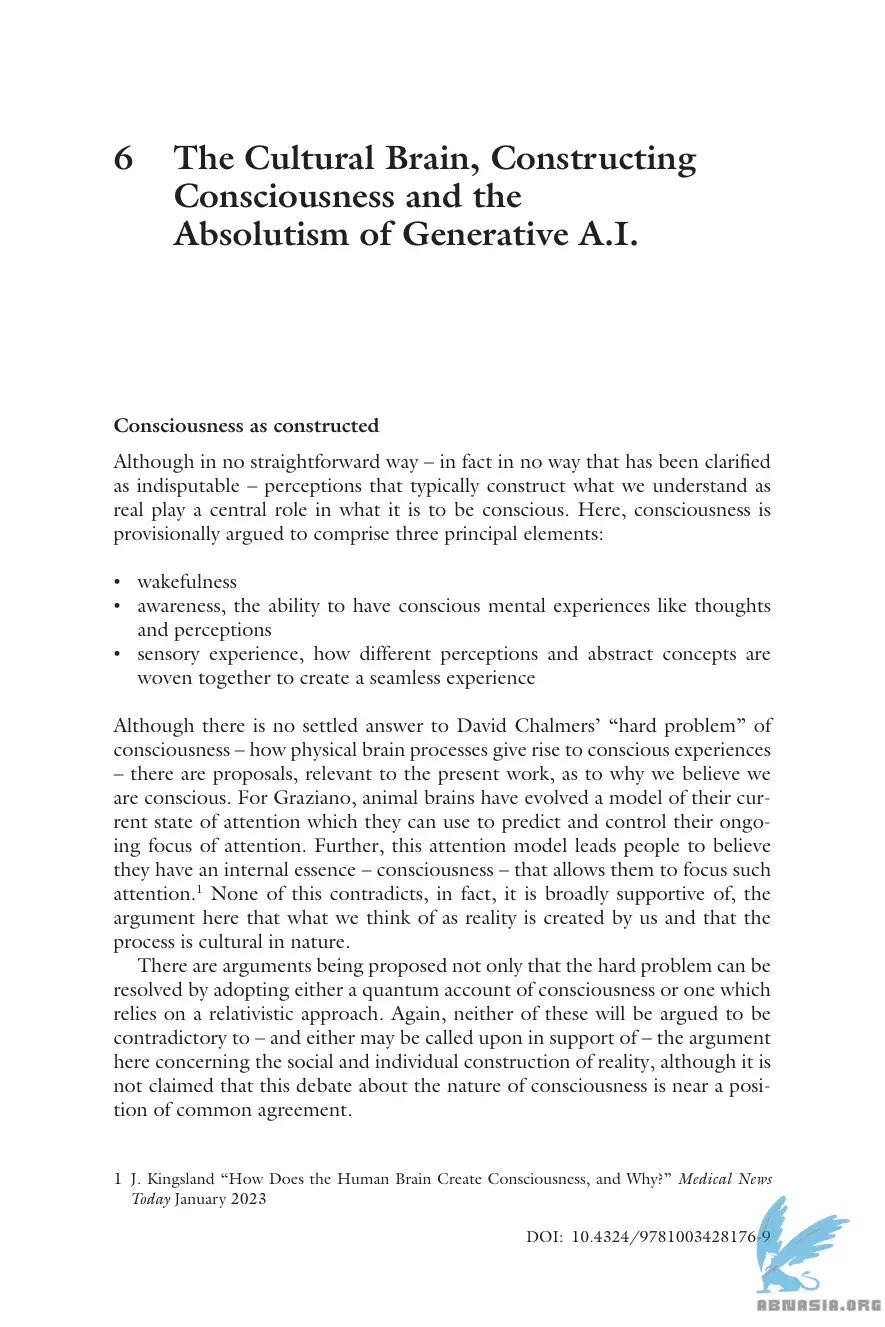 6 The Cultural Brain, Constructing
Consciousness and the
Absolutism of Generative A.I.
Consciousness as constructed
Although in no straightforward way – in fact in no way that has been clarified
as indisputable – perceptions that typically construct what we understand as
real play a central role in what it is to be conscious. Here, consciousness is
provisionally argued to comprise three principal elements:
• wakefulness
• awareness, the ability to have conscious mental experiences like thoughts
and perceptions
• sensory experience, how different perceptions and abstract concepts are
woven together to create a seamless experience
Although there is no settled answer to David Chalmers’ “hard problem” of
consciousness – how physical brain processes give rise to conscious experiences
– there are proposals, relevant to the present work, as to why we believe we
are conscious. For Graziano, animal brains have evolved a model of their cur-
rent state of attention which they can use to predict and control their ongo-
ing focus of attention. Further, this attention model leads people to believe
they have an internal essence – consciousness – that allows them to focus such
attention.1 None of this contradicts, in fact, it is broadly supportive of, the
argument here that what we think of as reality is created by us and that the
process is cultural in nature.
There are arguments being proposed not only that the hard problem can be
resolved by adopting either a quantum account of consciousness or one which
relies on a relativistic approach. Again, neither of these will be argued to be
contradictory to – and either may be called upon in support of – the argument
here concerning the social and individual construction of reality, although it is
not claimed that this debate about the nature of consciousness is near a posi-
tion of common agreement.
1 J. Kingsland “How Does the Human Brain Create Consciousness, and Why?” Medical News
Today January 2023
DOI: 10.4324/9781003428176-9
ABNASIA.ORG